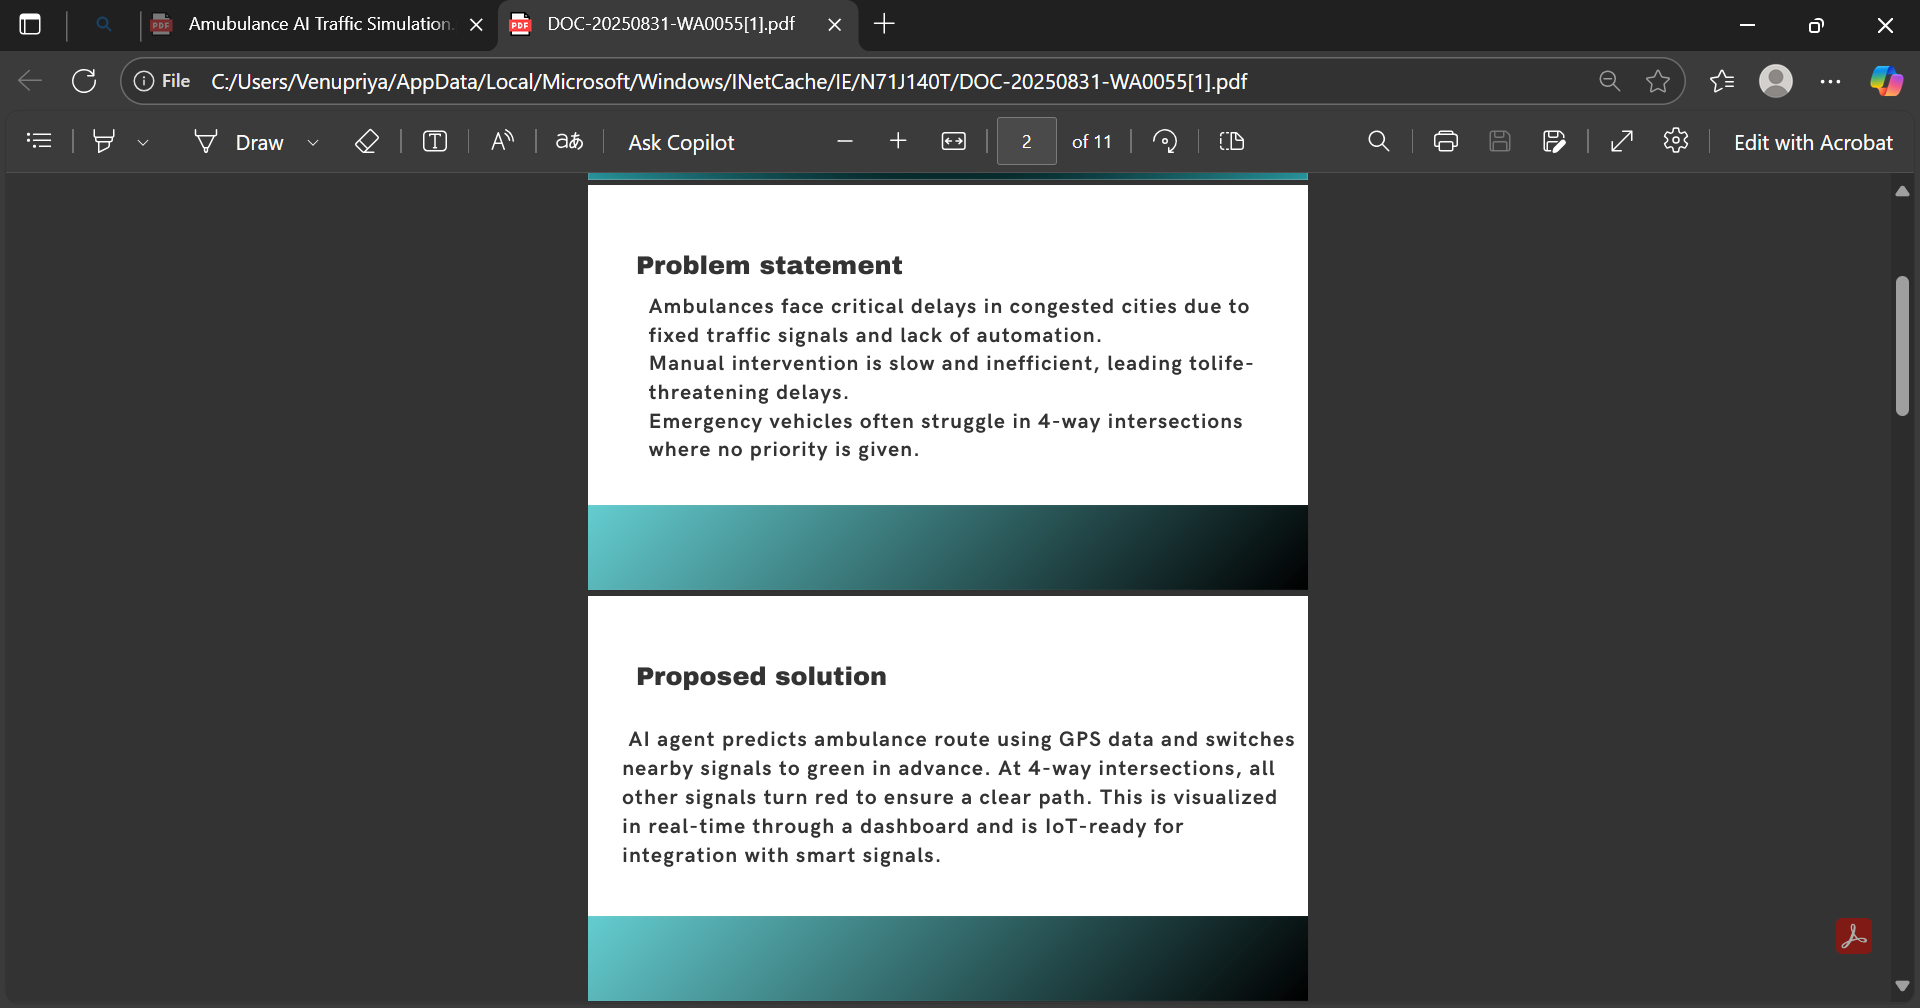 Amubulance AI Traffic Simulation.
DOC-20250831-WA0055[1].pdf
File C:/Users/Venupriya/AppData/Local/Microsoft/Windows/INetCache/IE/N71J140T/DOC-20250831-WA0055[1].pdf
Draw
T
A
aあ
Ask Copilot
2 of 11
Edit with Acrobat
Problem statement
Ambulances face critical delays in congested cities due to
fixed traffic signals and lack of automation.
Manual intervention is slow and inefficient, leading tolife-
threatening delays.
Emergency vehicles often struggle in 4-way intersections
where no priority is given.
Proposed solution
AI agent predicts ambulance route using GPS data and switches
nearby signals to green in advance. At 4-way intersections, all
other signals turn red to ensure a clear path. This is visualized
in real-time through a dashboard and is IoT-ready for
integration with smart signals.